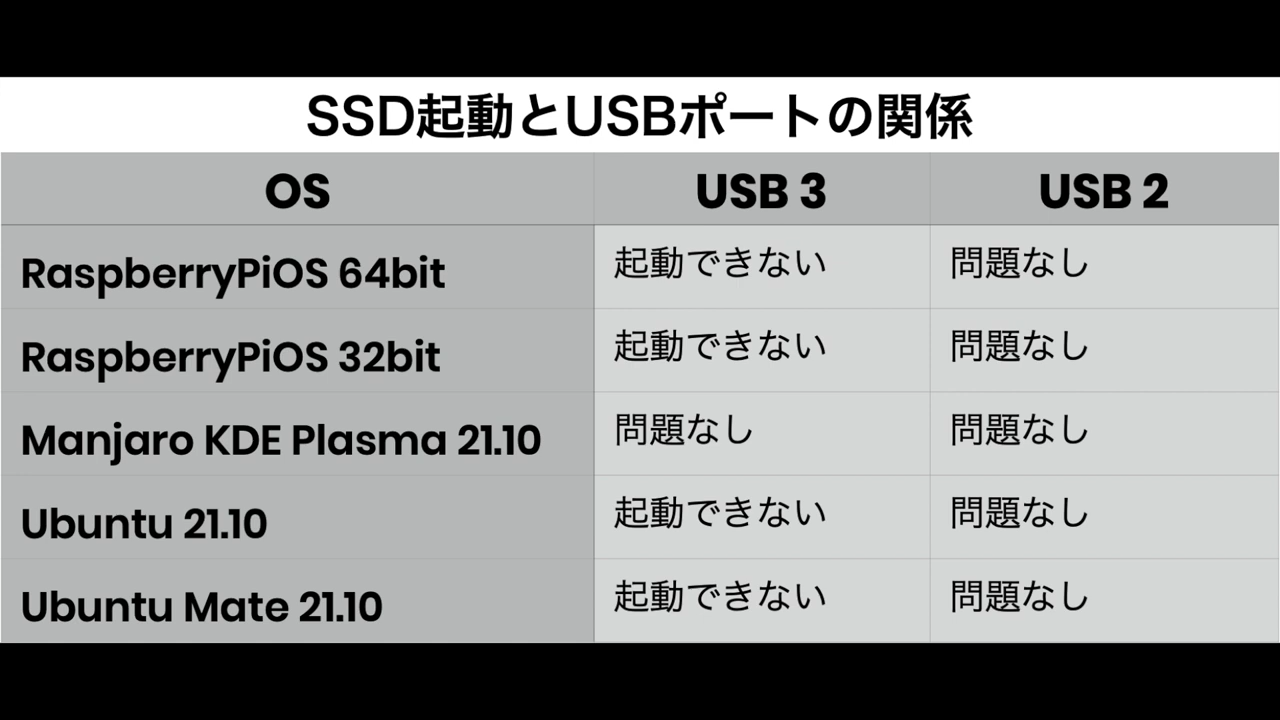 SSD起動とUSBポートの関係
OS USB 3 USB 2
RaspberryPiOS 64bit 起動できない 問題なし
RaspberryPiOS 32bit 起動できない 問題なし
Manjaro KDE Plasma 21.10 問題なし 問題なし
Ubuntu 21.10 起動できない 問題なし
Ubuntu Mate 21.10 起動できない 問題なし